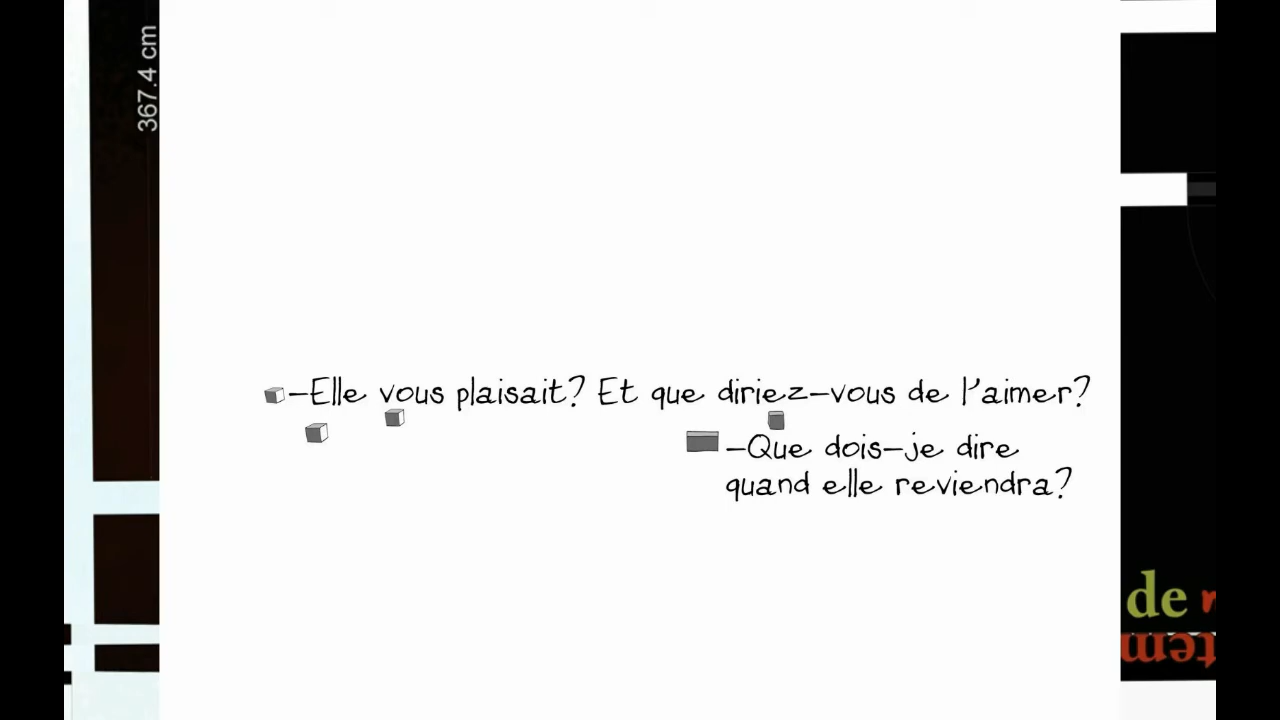 367.4 cm
–Elle vous plaisait? Et que diriez–vous de l'aimer?
–Que dois–je dire
quand elle reviendra?
de
tem